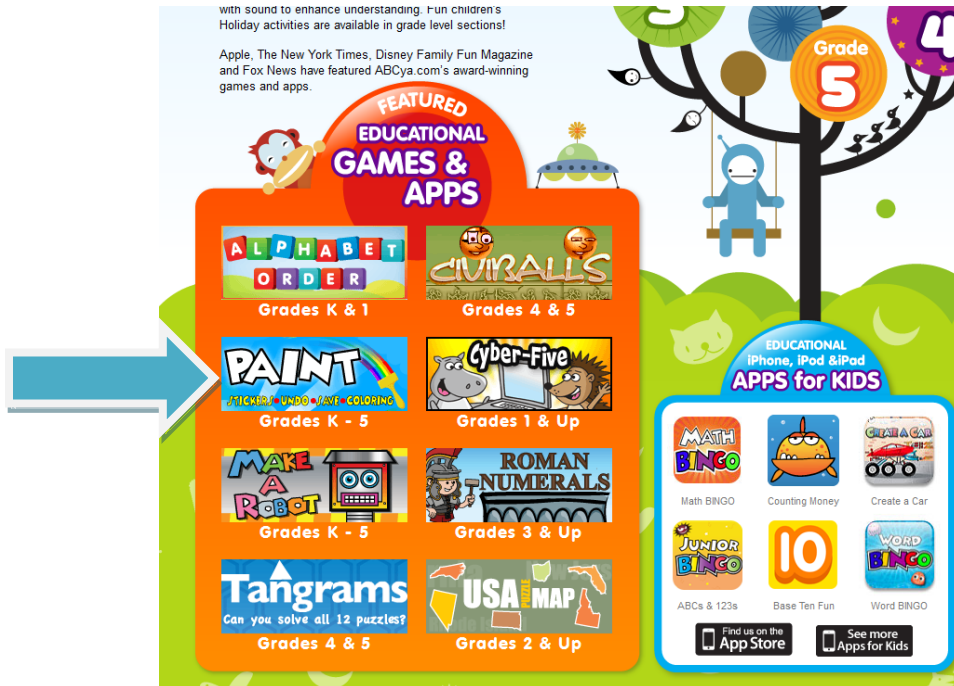 with sound to enhance understanding. Fun children's
Holiday activities are available in grade level sections!
Apple, The New York Times, Disney Family Fun Magazine
and Fox News have featured ABCya.com's award-winning
games and apps.
5
4
Grade
5
FEATURED
EDUCATIONAL
GAMES &
APPS
ALPHABET
ORDER
Grades K & 1
CIVIBALLS
Grades 4 & 5
PAINT
STICKERS • UNDO • SAVE • COLORING
Grades K - 5
Cyber-Five
Grades 1 & Up
MAKE
A
ROBOT
Grades K - 5
ROMAN
NUMERALS
Grades 3 & Up
Tangrams
Can you solve all 12 puzzles?
Grades 4 & 5
USA PUZZLE MAP
Grades 2 & Up
EDUCATIONAL
iPhone, iPod &iPad
APPS for KIDS
MATH
BINGO
Math BINGO
Counting Money
CREATE A CAR
Create a Car
JUNIOR
BINGO
ABCs & 123s
10
Base Ten Fun
WORD
BINGO
Word BINGO
Find us on the
App Store
See more
Apps for Kids